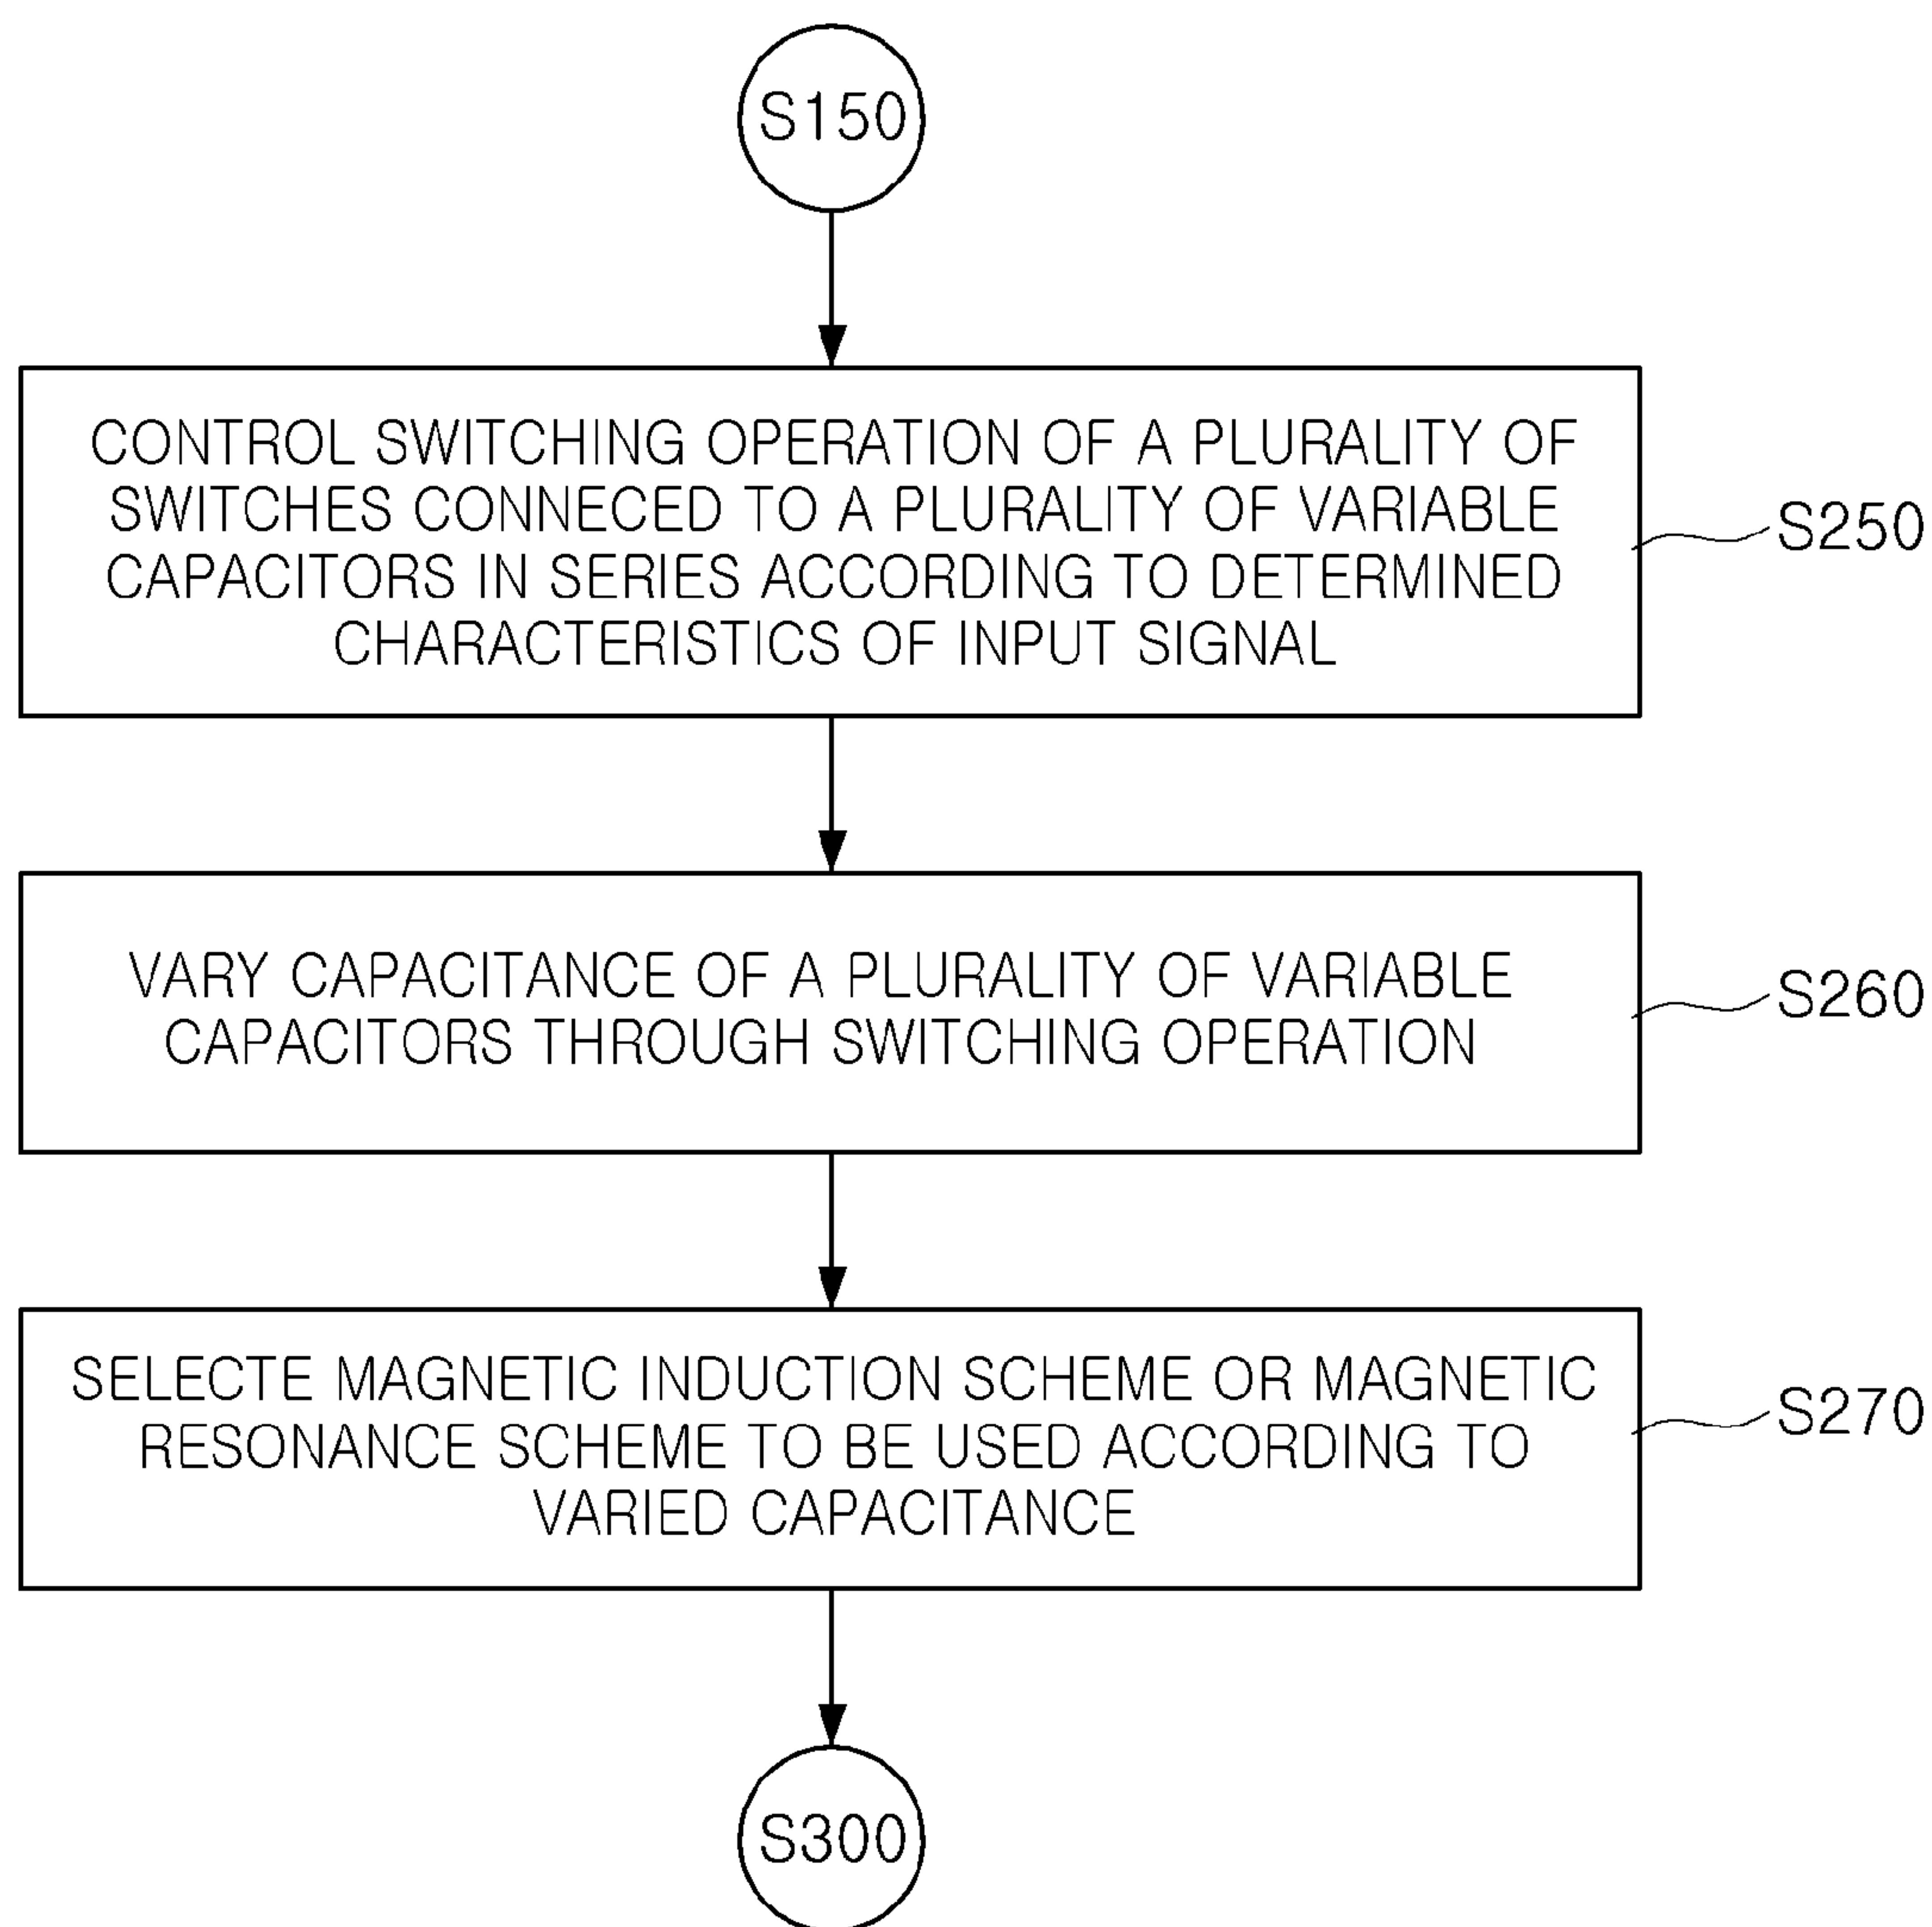 S150
CONTROL SWITCHING OPERATION OF A PLURALITY OF
SWITCHES CONNECED TO A PLURALITY OF VARIABLE
CAPACITORS IN SERIES ACCORDING TO DETERMINED
CHARACTERISTICS OF INPUT SIGNAL
S250
VARY CAPACITANCE OF A PLURALITY OF VARIABLE
CAPACITORS THROUGH SWITCHING OPERATION
S260
SELECTE MAGNETIC INDUCTION SCHEME OR MAGNETIC
RESONANCE SCHEME TO BE USED ACCORDING TO
VARIED CAPACITANCE
S270
S300